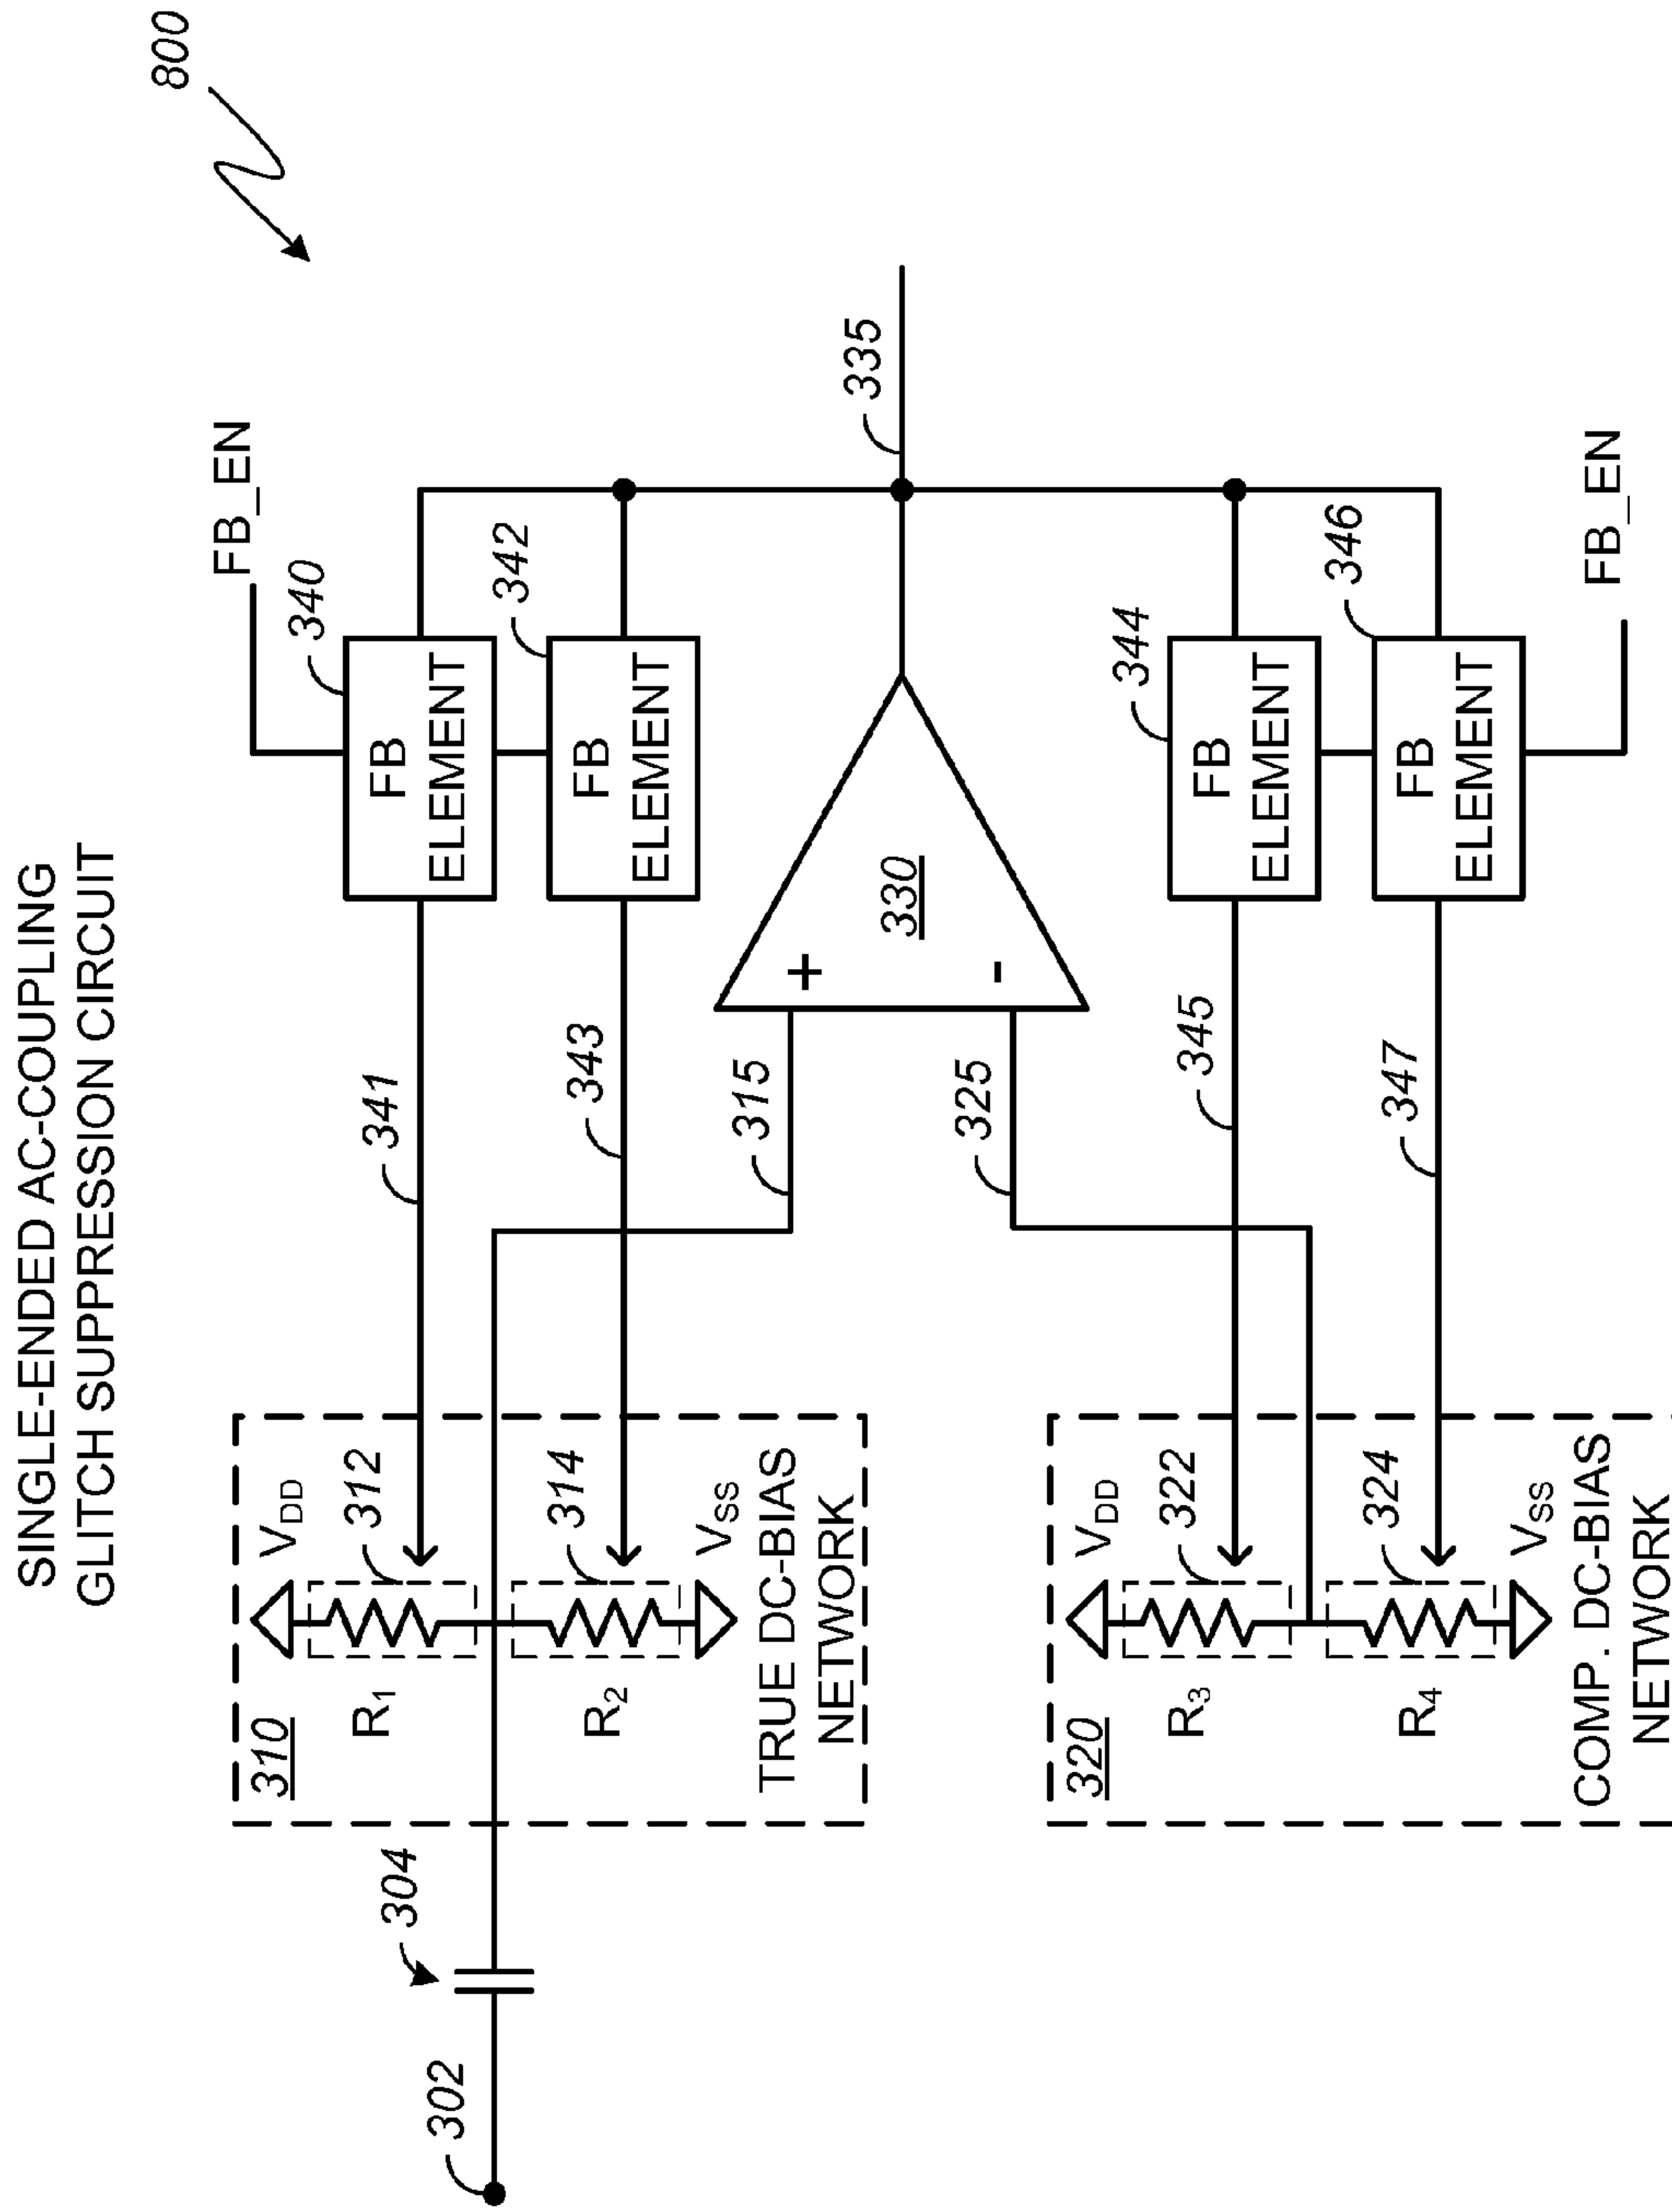 SINGLE-ENDED AC-COUPLING
GLITCH SUPPRESSION CIRCUIT
800
FB_EN
340
FB
ELEMENT
341
342
FB
ELEMENT
343
335
330
+
-
315
325
344
FB
ELEMENT
345
346
FB
ELEMENT
347
FB_EN
310
VDD
312
R1
314
R2
VSS
TRUE DC-BIAS
NETWORK
304
302
320
VDD
322
R3
324
R4
VSS
COMP. DC-BIAS
NETWORK